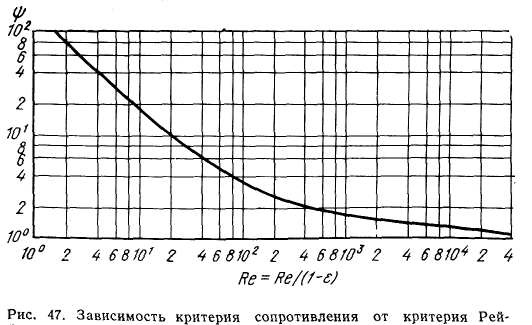 ψ
10²
8
6
4
2
10¹
8
6
4
2
10⁰
10⁰ 2 4 6 8 10¹ 2 4 6 8 10² 2 4 6 8 10³ 2 4 6 8 10⁴ 2 4
Re = Re/(1-ε)
Рис. 47. Зависимость критерия сопротивления от критерия Рей-